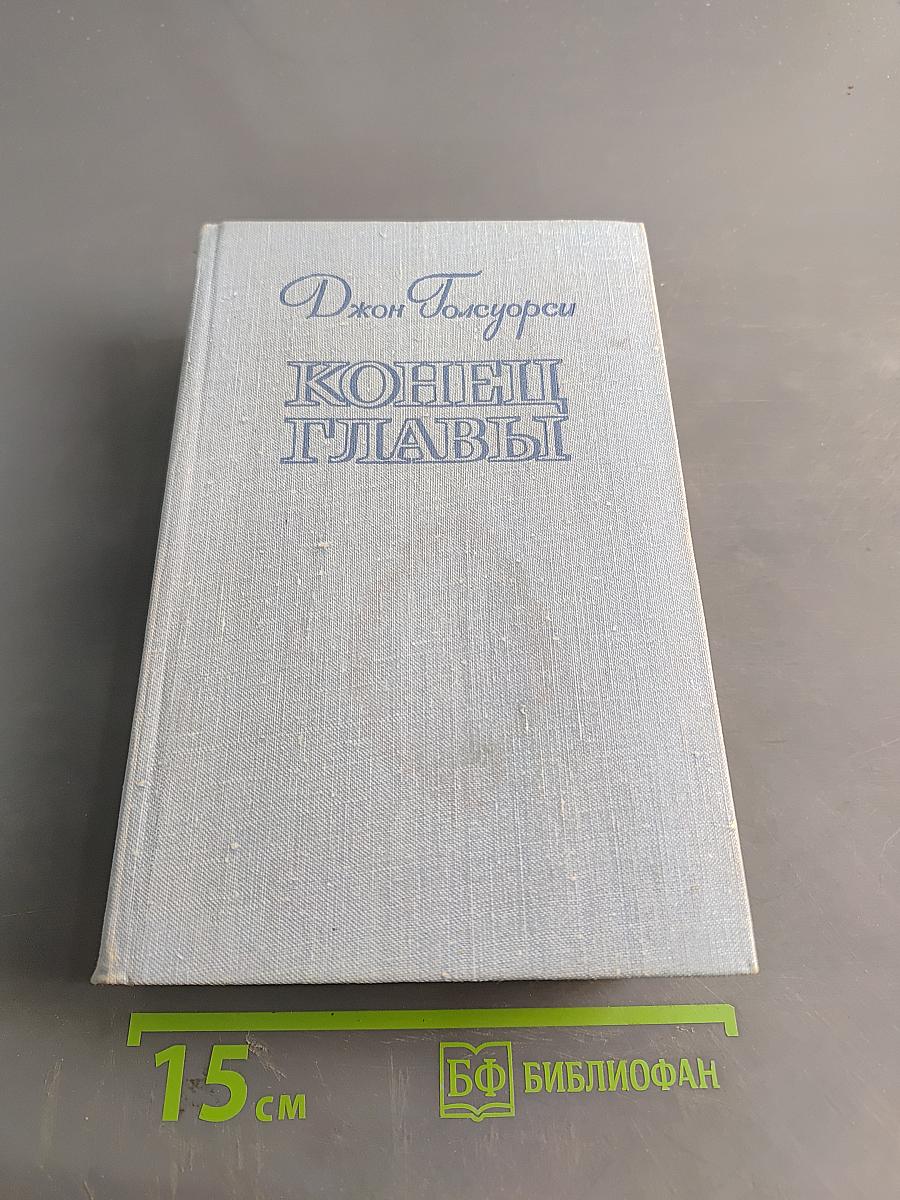 Джон Голсуорси
КОНЕЦ
ГЛАВЫ
15 см
БФ БИБЛИОФАН